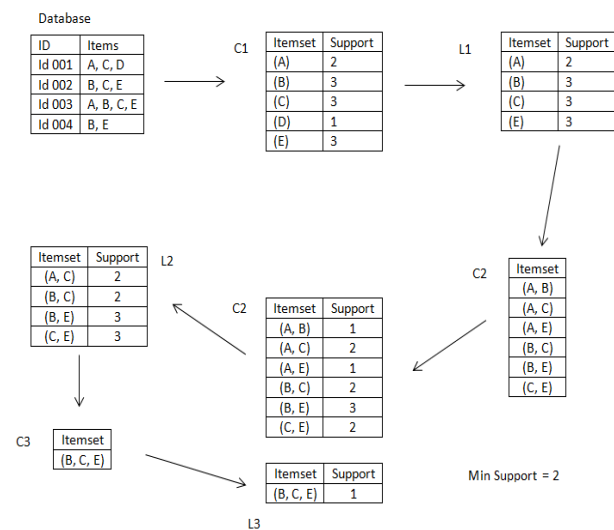 Database
ID Items
Id 001 A, C, D
Id 002 B, C, E
Id 003 A, B, C, E
Id 004 B, E
C1
Itemset Support
(A) 2
(B) 3
(C) 3
(D) 1
(E) 3
L1
Itemset Support
(A) 2
(B) 3
(C) 3
(E) 3
C2
Itemset
(A, B)
(A, C)
(A, E)
(B, C)
(B, E)
(C, E)
C2
Itemset Support
(A, B) 1
(A, C) 2
(A, E) 1
(B, C) 2
(B, E) 3
(C, E) 2
L2
Itemset Support
(A, C) 2
(B, C) 2
(B, E) 3
(C, E) 3
C3
Itemset
(B, C, E)
Itemset Support
(B, C, E) 1
L3
Min Support = 2